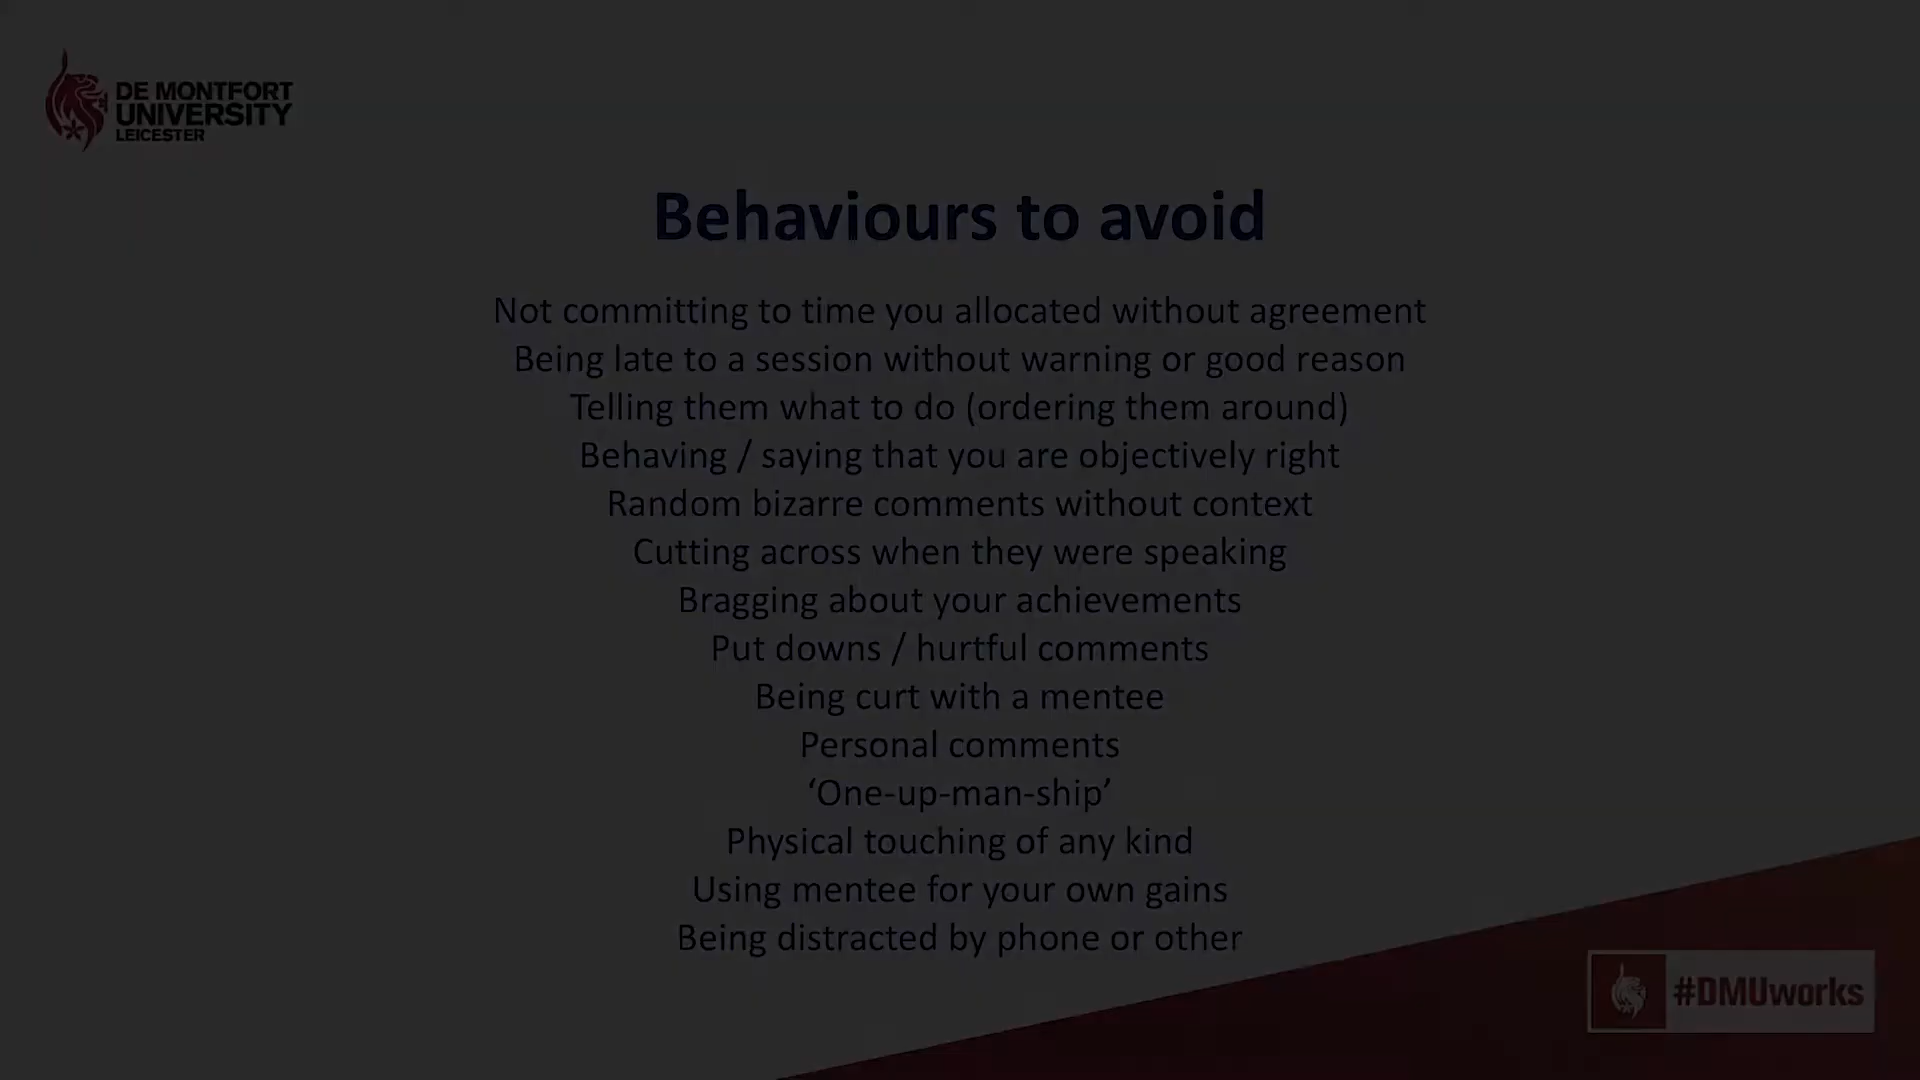 DE MONTFORT
UNIVERSITY
LEICESTER
Behaviours to avoid
Not committing to time you allocated without agreement
Being late to a session without warning or good reason
Telling them what to do (ordering them around)
Behaving / saying that you are objectively right
Random bizarre comments without context
Cutting across when they were speaking
Bragging about your achievements
Put downs / hurtful comments
Being curt with a mentee
Personal comments
‘One-up-man-ship’
Physical touching of any kind
Using mentee for your own gains
Being distracted by phone or other
#DMUworks